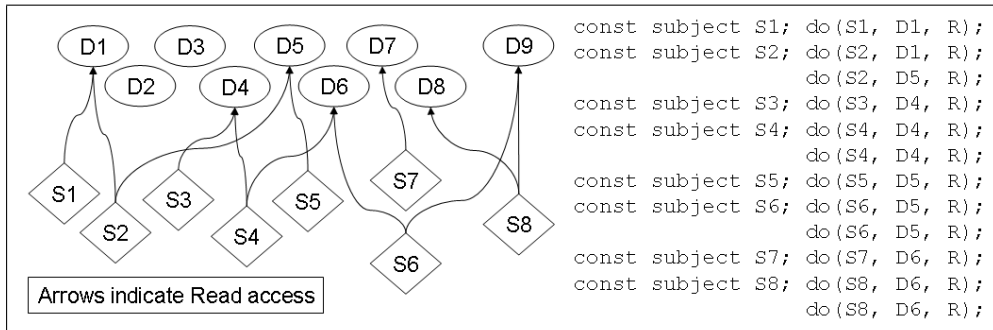 D1 D3 D5 D7 D9
D2 D4 D6 D8
S1 S2 S3 S4 S5 S6 S7 S8
Arrows indicate Read access
const subject S1; do(S1, D1, R);
const subject S2; do(S2, D1, R);
do(S2, D5, R);
const subject S3; do(S3, D4, R);
const subject S4; do(S4, D4, R);
do(S4, D4, R);
const subject S5; do(S5, D5, R);
const subject S6; do(S6, D5, R);
do(S6, D5, R);
const subject S7; do(S7, D6, R);
const subject S8; do(S8, D6, R);
do(S8, D6, R);